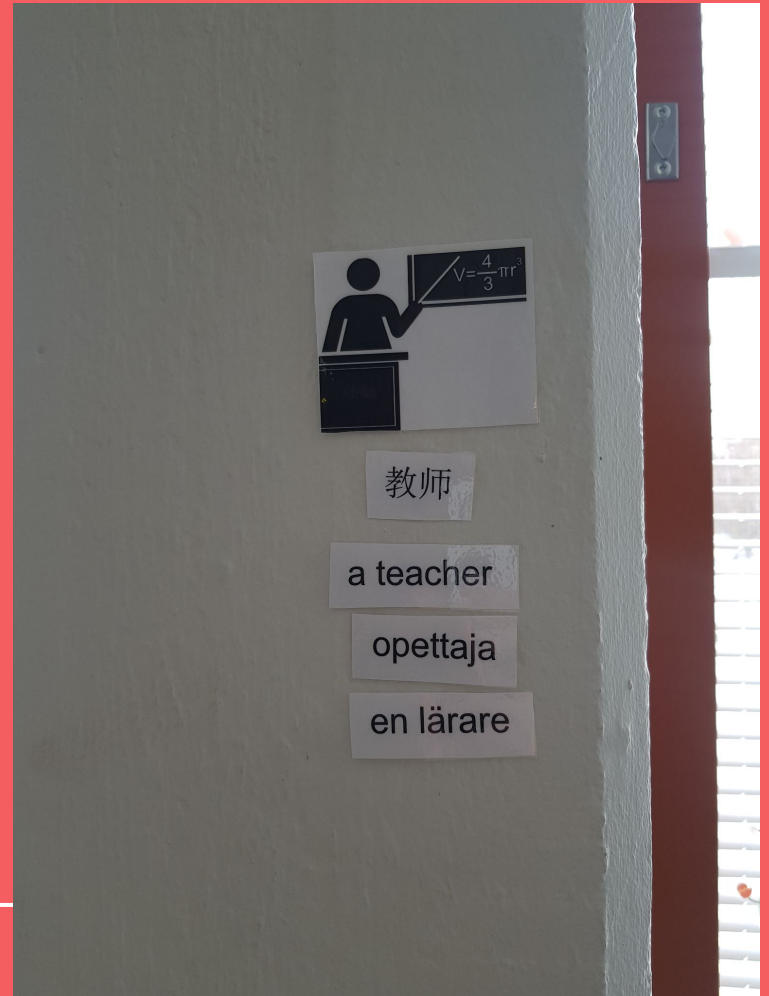 V=4/3πr³
教师
a teacher
opettaja
en lärare